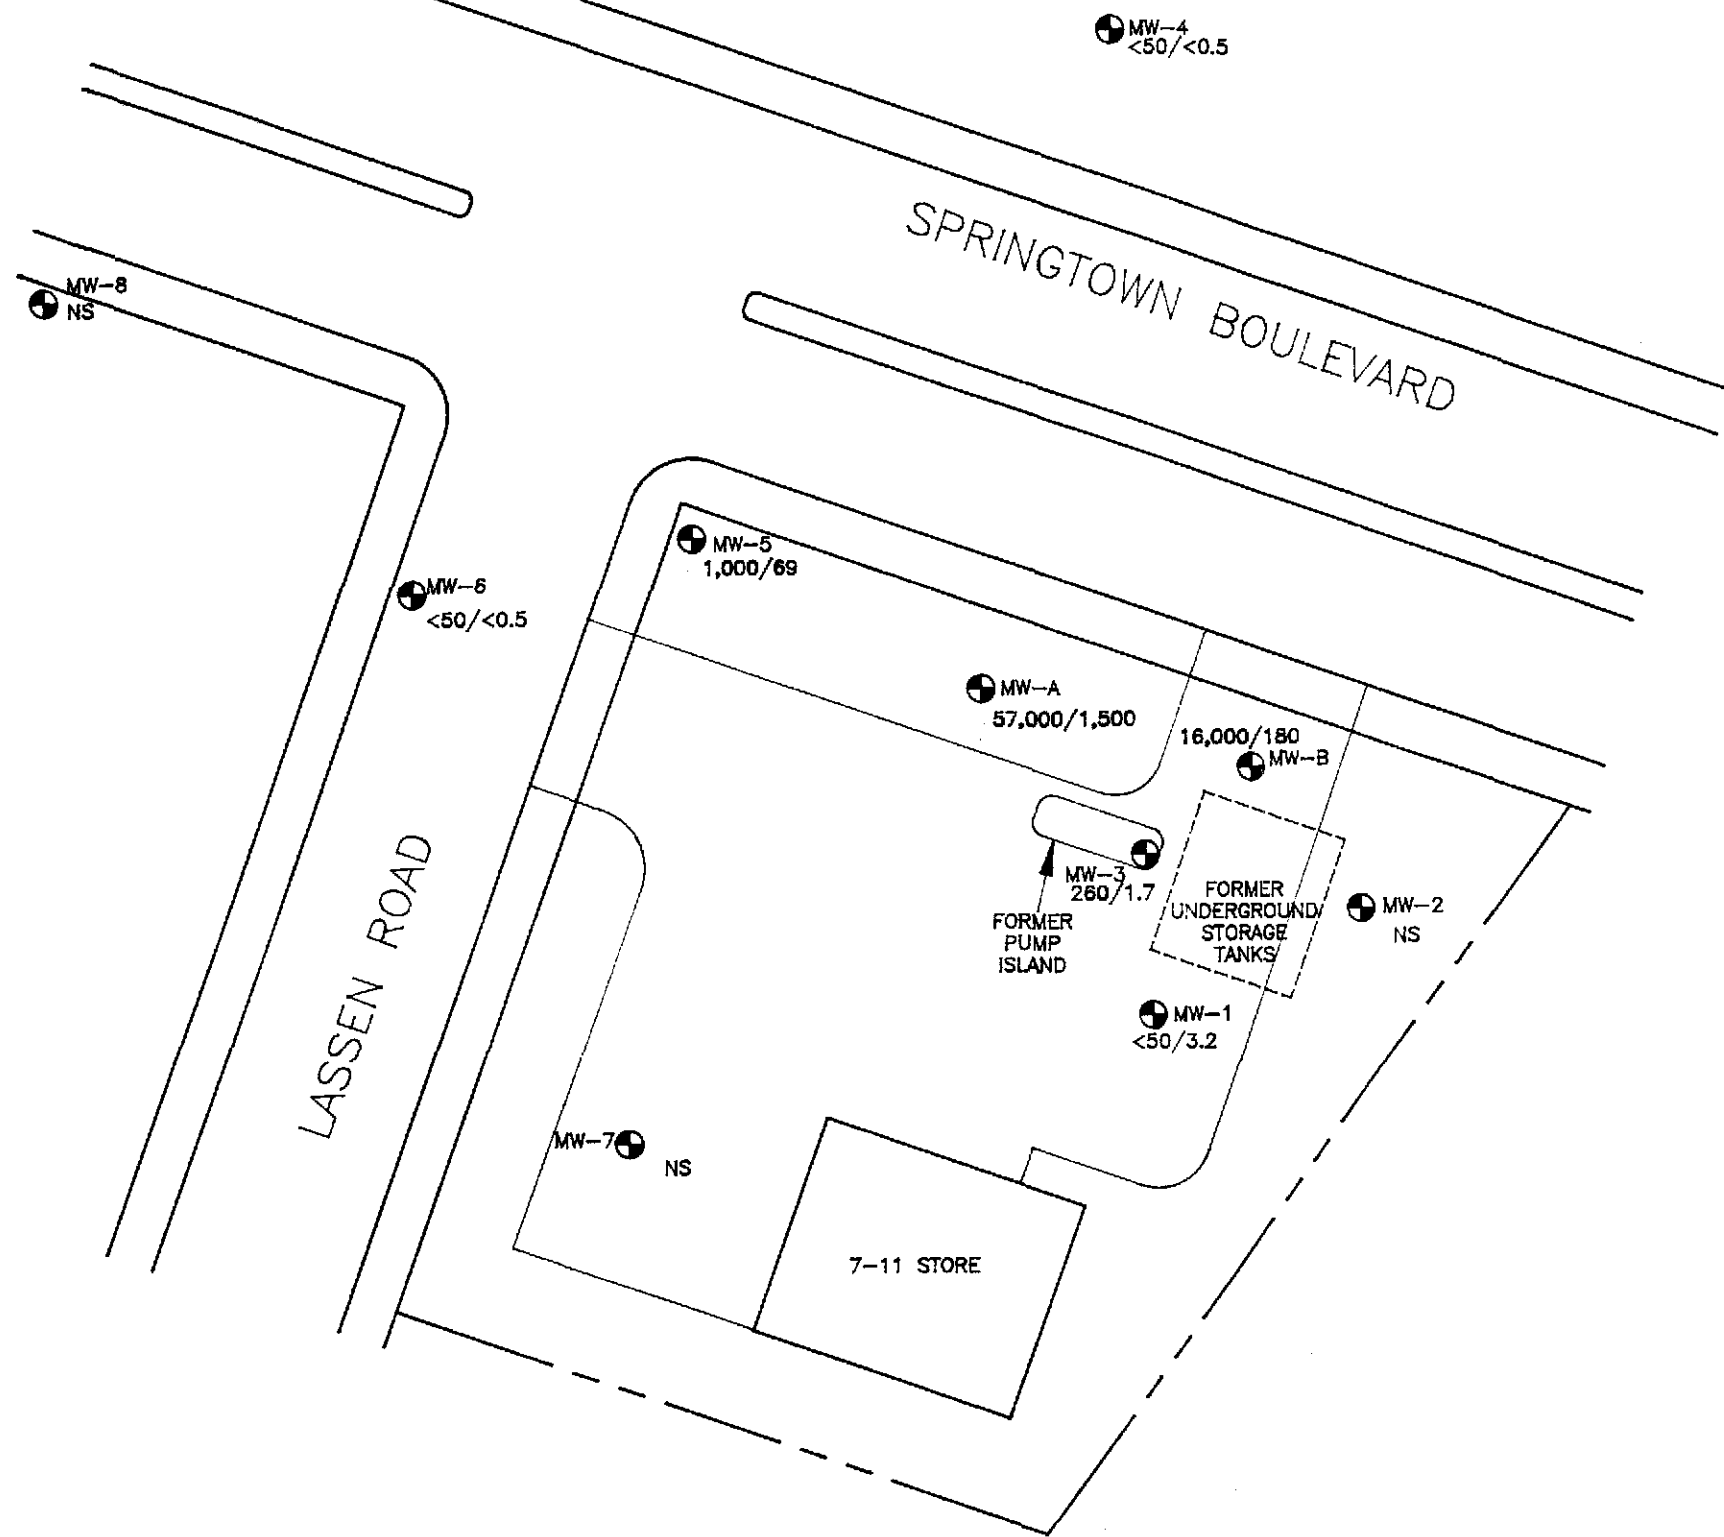 MW-4
<50/<0.5
SPRINGTOWN BOULEVARD
MW-8
NS
MW-5
1,000/69
MW-6
<50/<0.5
MW-A
57,000/1,500
16,000/180
MW-B
MW-3
260/1.7
FORMER
PUMP
ISLAND
FORMER
UNDERGROUND
STORAGE
TANKS
MW-2
NS
MW-1
<50/3.2
LASSEN ROAD
MW-7
NS
7-11 STORE